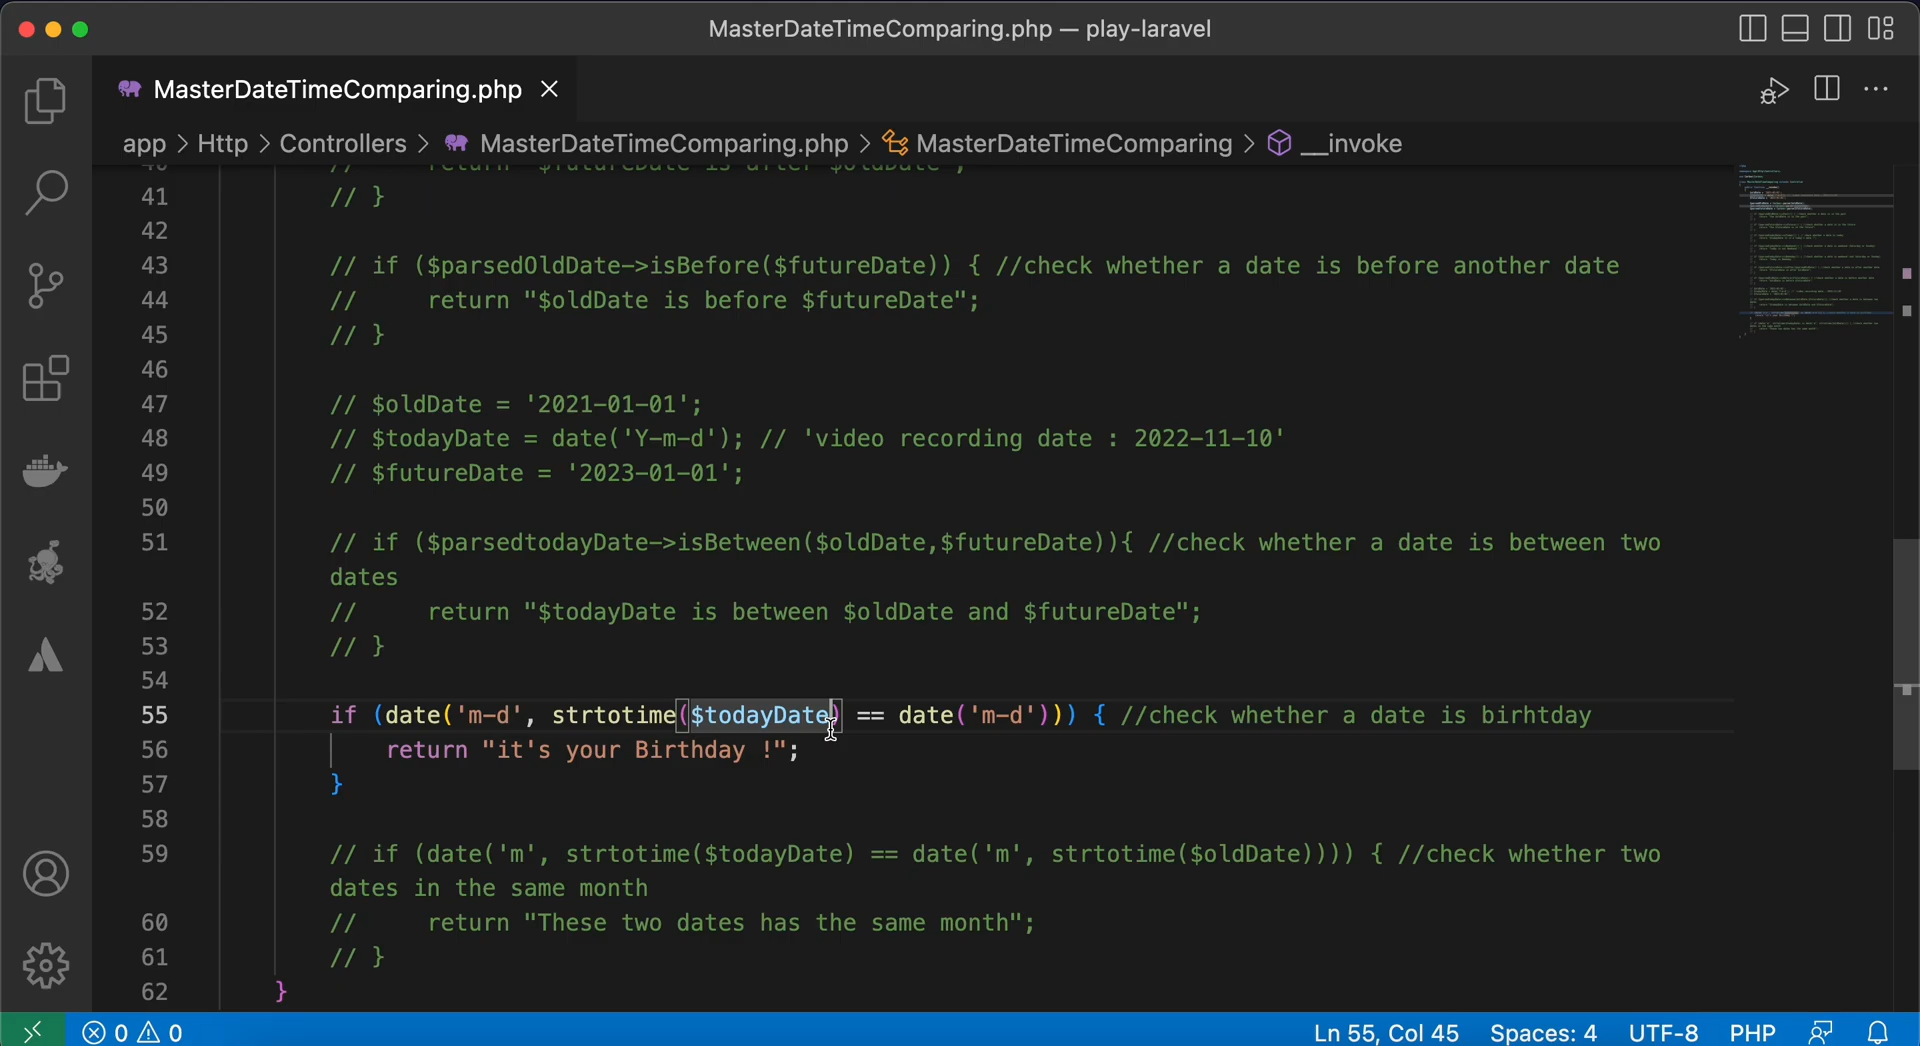 MasterDateTimeComparing.php — play-laravel
MasterDateTimeComparing.php
app > Http > Controllers > MasterDateTimeComparing.php > MasterDateTimeComparing > __invoke
40 // return "$futureDate is after $oldDate";
41 // }
42
43 // if ($parsedOldDate->isBefore($futureDate)) { //check whether a date is before another date
44 // return "$oldDate is before $futureDate";
45 // }
46
47 // $oldDate = '2021-01-01';
48 // $todayDate = date('Y-m-d'); // 'video recording date : 2022-11-10'
49 // $futureDate = '2023-01-01';
50
51 // if ($parsedtodayDate->isBetween($oldDate,$futureDate)){ //check whether a date is between two
dates
52 // return "$todayDate is between $oldDate and $futureDate";
53 // }
54
55 if (date('m-d', strtotime($todayDate) == date('m-d'))) { //check whether a date is birhtday
56 return "it's your Birthday !";
57 }
58
59 // if (date('m', strtotime($todayDate) == date('m', strtotime($oldDate)))) { //check whether two
dates in the same month
60 // return "These two dates has the same month";
61 // }
62 }
0 0 Ln 55, Col 45 Spaces: 4 UTF-8 PHP